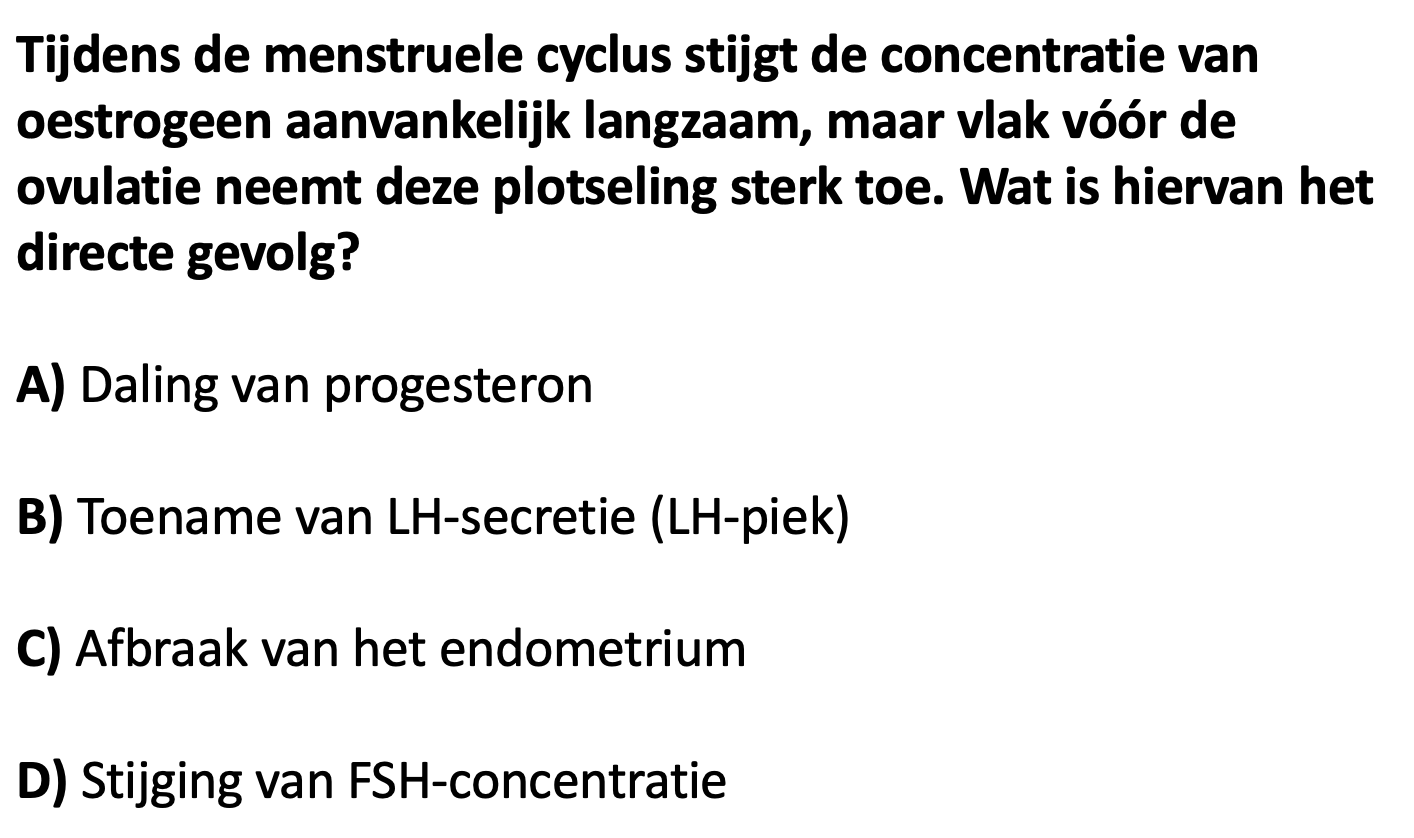 Tijdens de menstruele cyclus stijgt de concentratie van
oestrogeen aanvankelijk langzaam, maar vlak vóór de
ovulatie neemt deze plotseling sterk toe. Wat is hiervan het
directe gevolg?
A) Daling van progesteron
B) Toename van LH-secretie (LH-piek)
C) Afbraak van het endometrium
D) Stijging van FSH-concentratie